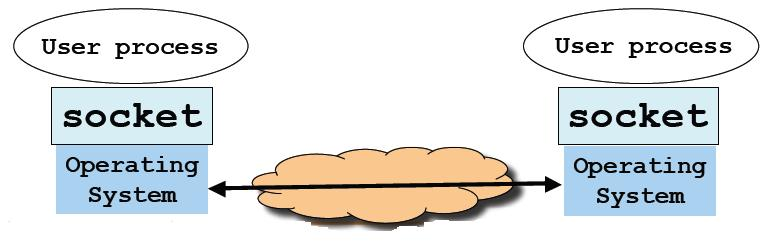 User process
socket
Operating
System
User process
socket
Operating
System